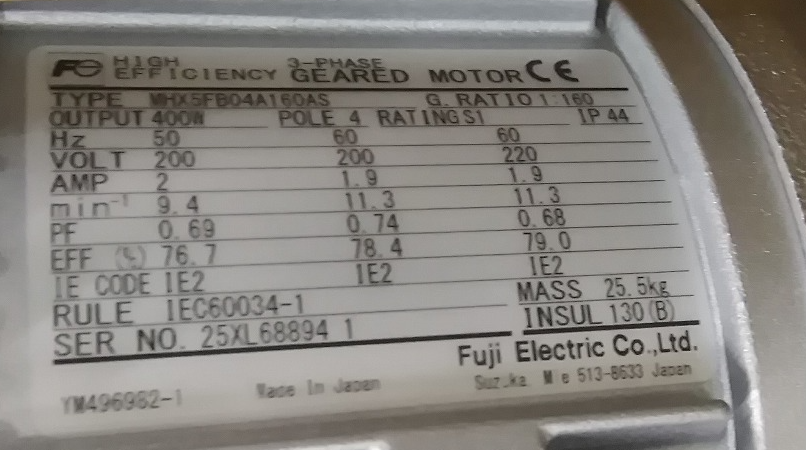 Fe HIGH EFFICIENCY 3-PHASE GEARED MOTOR CE
TYPE MHX5FB04A160AS G. RATIO 1:160
OUTPUT 400W POLE 4 RATING S1 IP 44
Hz 50 60 60
VOLT 200 200 220
AMP 2 1.9 1.9
min-1 9.4 11.3 11.3
PF 0.69 0.74 0.68
EFF (%) 76.7 78.4 79.0
IE CODE IE2 IE2 IE2
RULE IEC60034-1 MASS 25.5kg
SER NO. 25XL68894 1 INSUL 130 (B)
Fuji Electric Co.,Ltd.
YM496982-1 Made In Japan Suzuka M e 513-8633 Japan